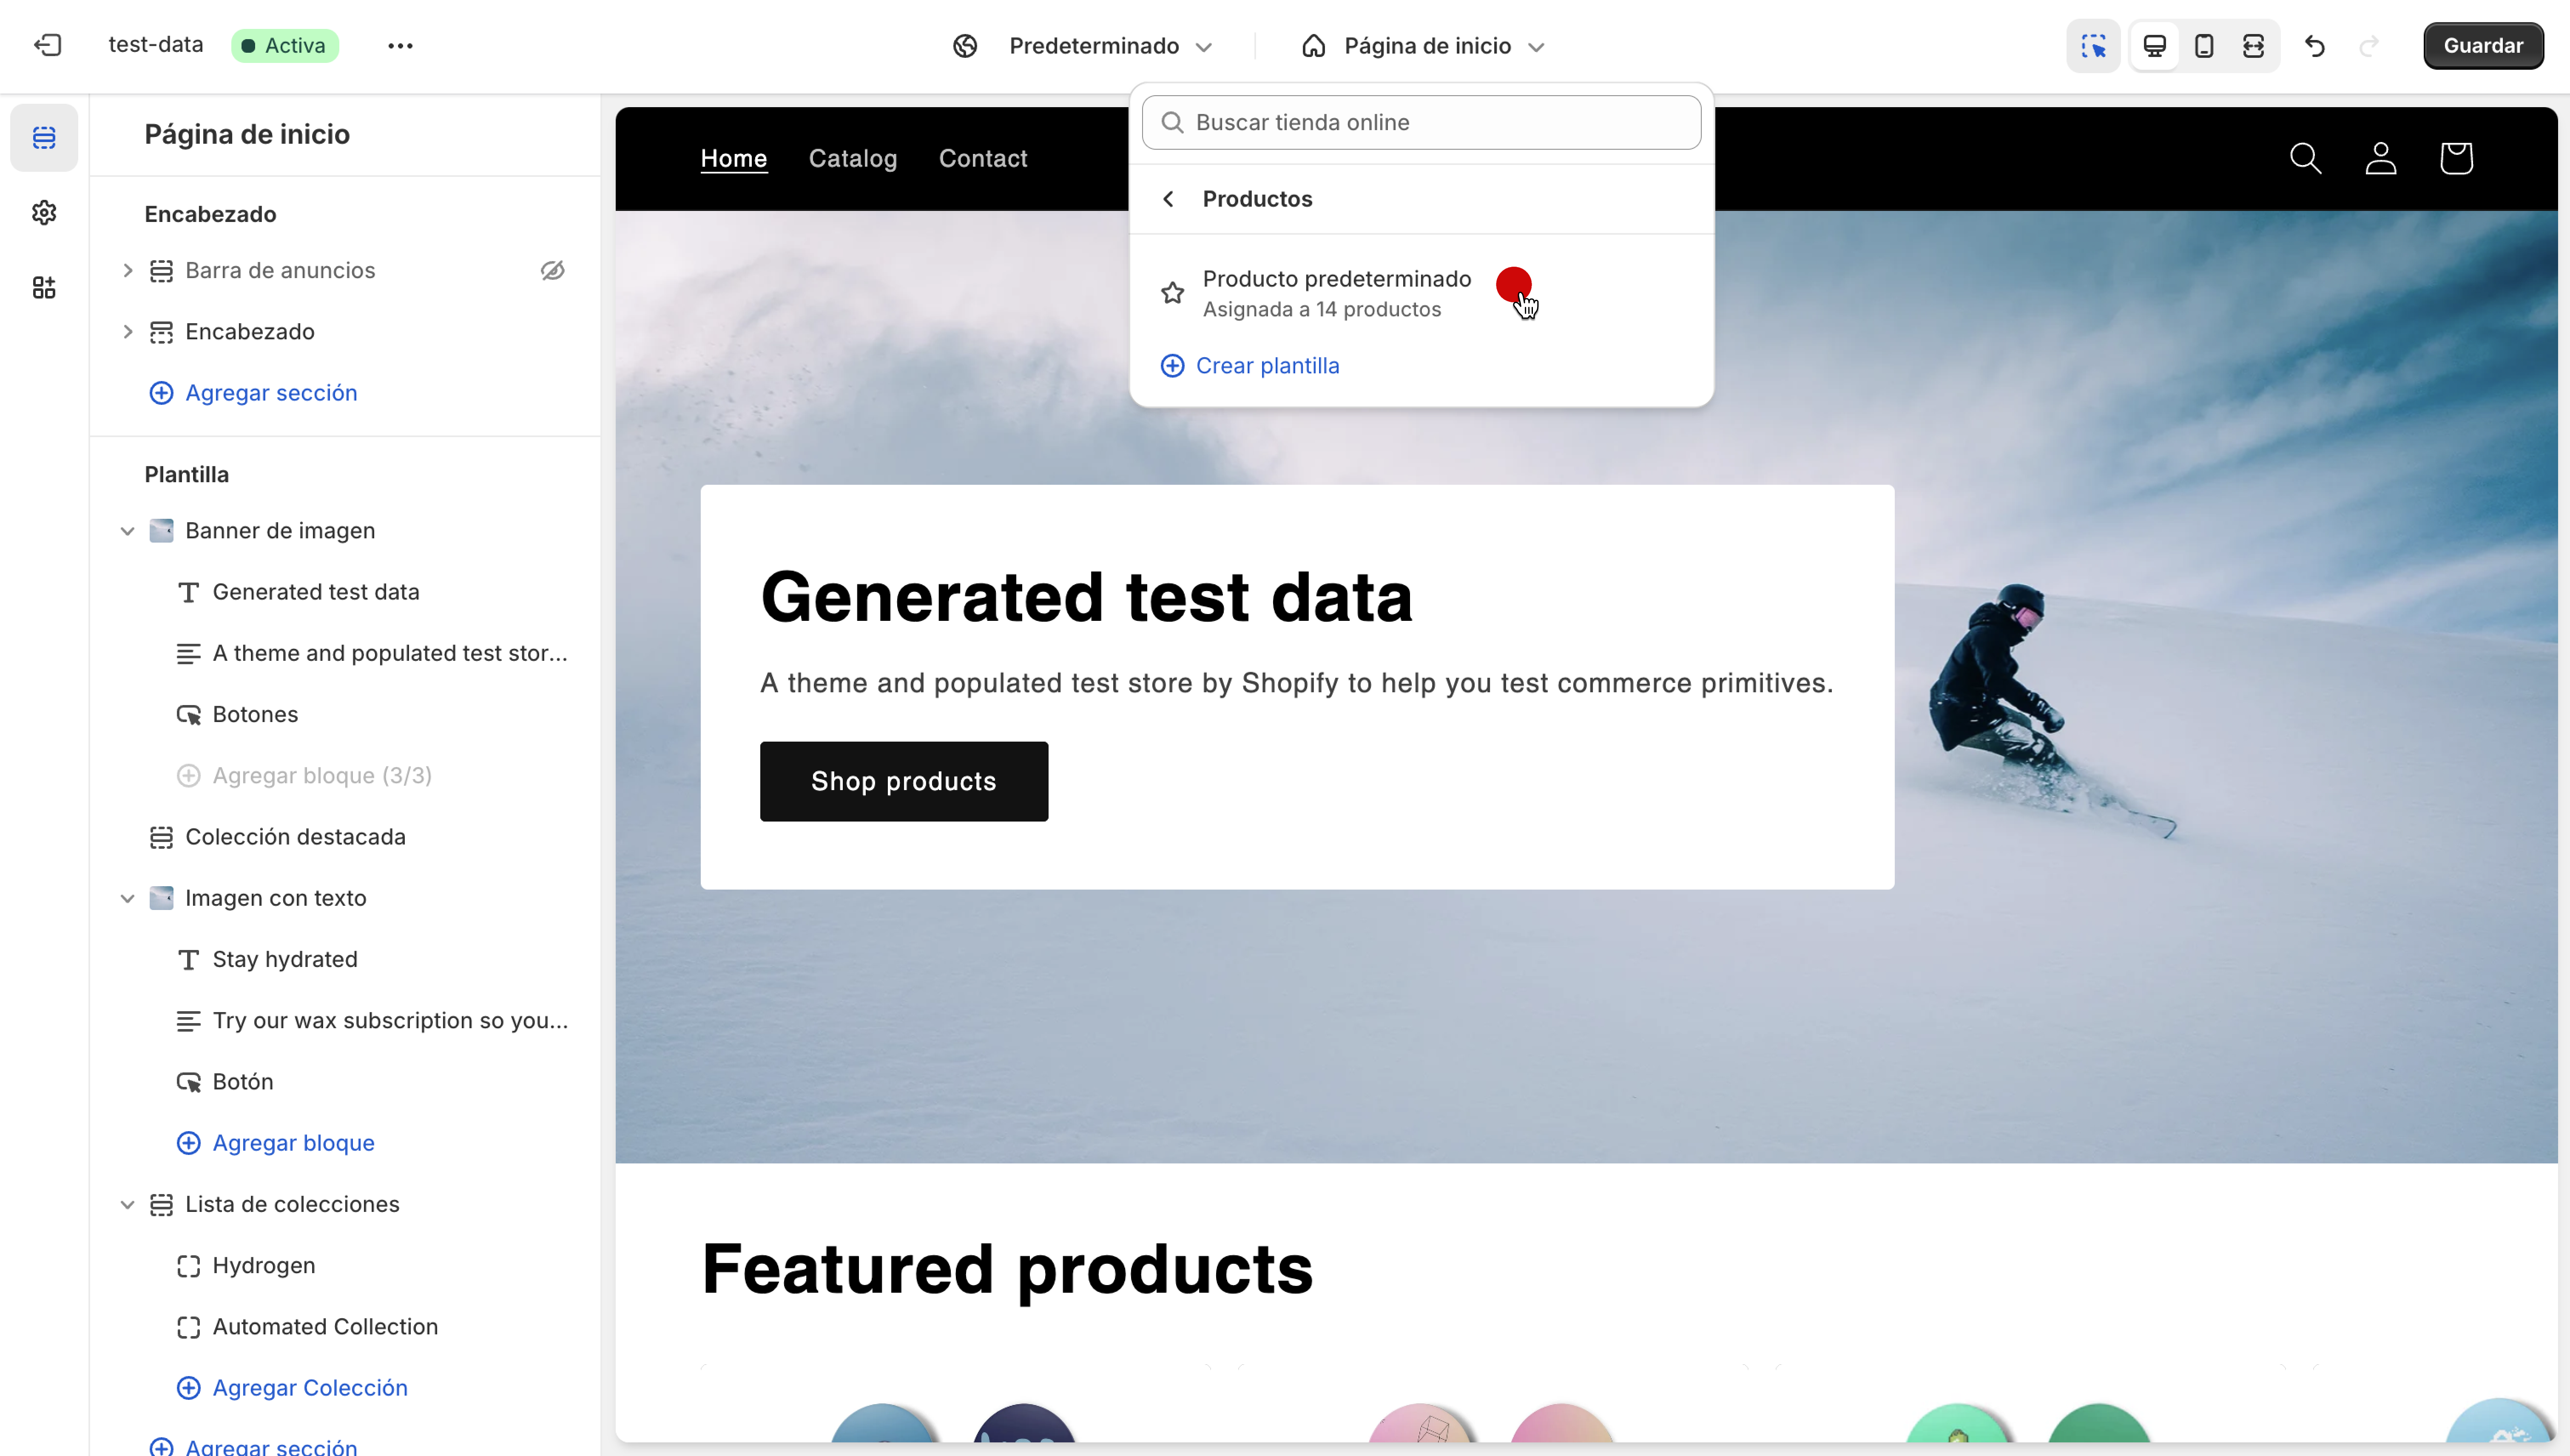 test-data
Activa
Predeterminado
Página de inicio
Guardar
Página de inicio
Encabezado
Barra de anuncios
Encabezado
Agregar sección
Plantilla
Banner de imagen
Generated test data
A theme and populated test stor...
Botones
Agregar bloque (3/3)
Colección destacada
Imagen con texto
Stay hydrated
Try our wax subscription so you...
Botón
Agregar bloque
Lista de colecciones
Hydrogen
Automated Collection
Agregar Colección
Agregar sección
Buscar tienda online
Productos
Producto predeterminado
Asignada a 14 productos
Crear plantilla
Home Catalog Contact
Generated test data
A theme and populated test store by Shopify to help you test commerce primitives.
Shop products
Featured products